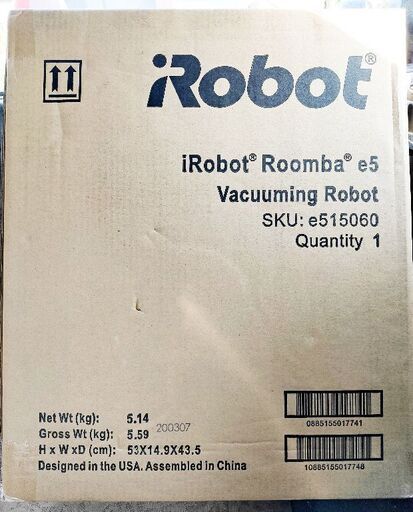 iRobot®
iRobot® Roomba® e5
Vacuuming Robot
SKU: e515060
Quantity 1
Net Wt (kg): 5.14
Gross Wt (kg): 5.59
200307
H x W xD (cm): 53X14.9X43.5
Designed in the USA. Assembled in China
0885155017741
10885155017748